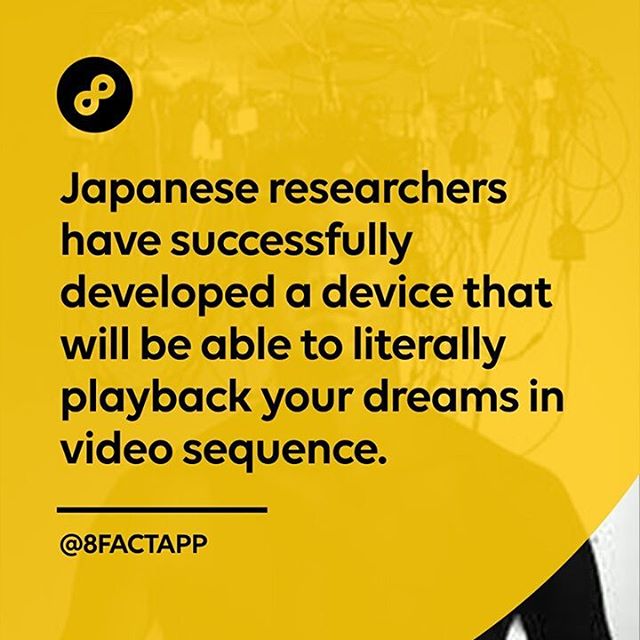 Japanese researchers
have successfully
developed a device that
will be able to literally
playback your dreams in
video sequence.
@8FACTAPP